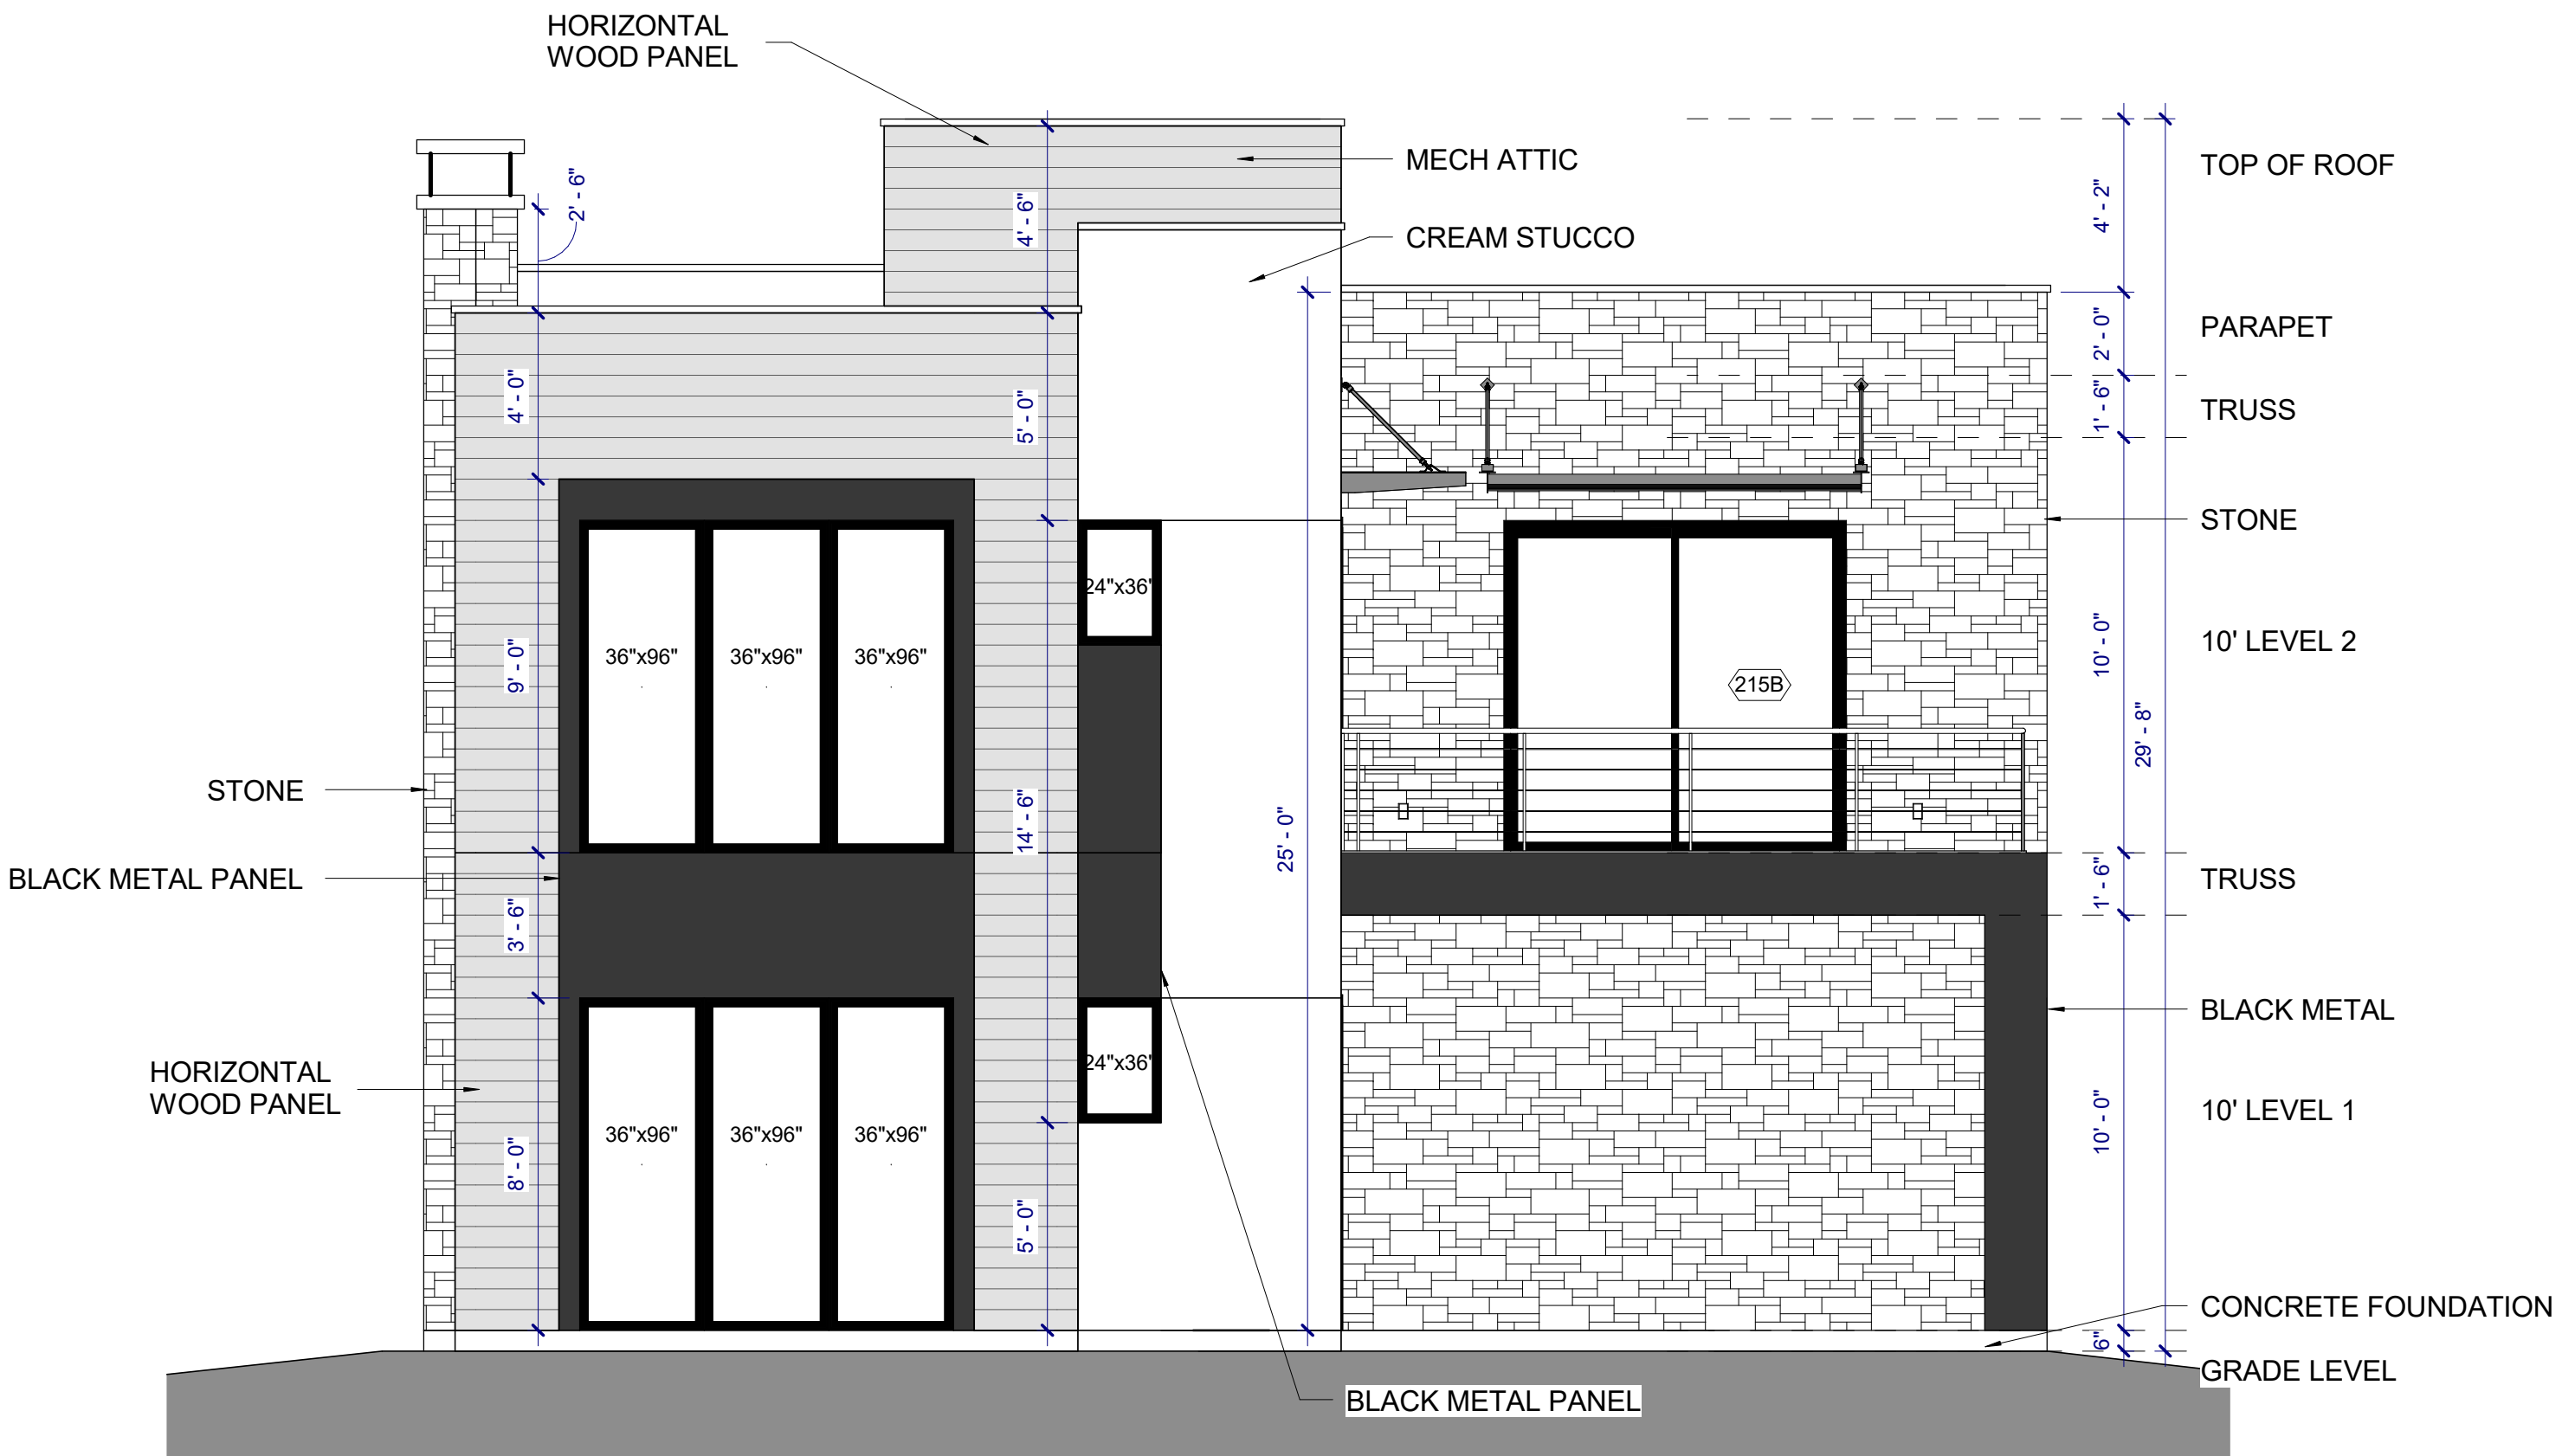 HORIZONTAL
WOOD PANEL
MECH ATTIC
TOP OF ROOF
2' - 6"
4' - 6"
4' - 2"
CREAM STUCCO
PARAPET
2' - 0"
4' - 0"
5' - 0"
1' - 6"
TRUSS
STONE
24"x36"
36"x96"
36"x96"
36"x96"
9' - 0"
215B
10' - 0"
10' LEVEL 2
29' - 8"
STONE
14' - 6"
25' - 0"
BLACK METAL PANEL
3' - 6"
1' - 6"
TRUSS
BLACK METAL
24"x36"
HORIZONTAL
WOOD PANEL
36"x96"
36"x96"
36"x96"
8' - 0"
10' - 0"
10' LEVEL 1
5' - 0"
CONCRETE FOUNDATION
6"
GRADE LEVEL
BLACK METAL PANEL